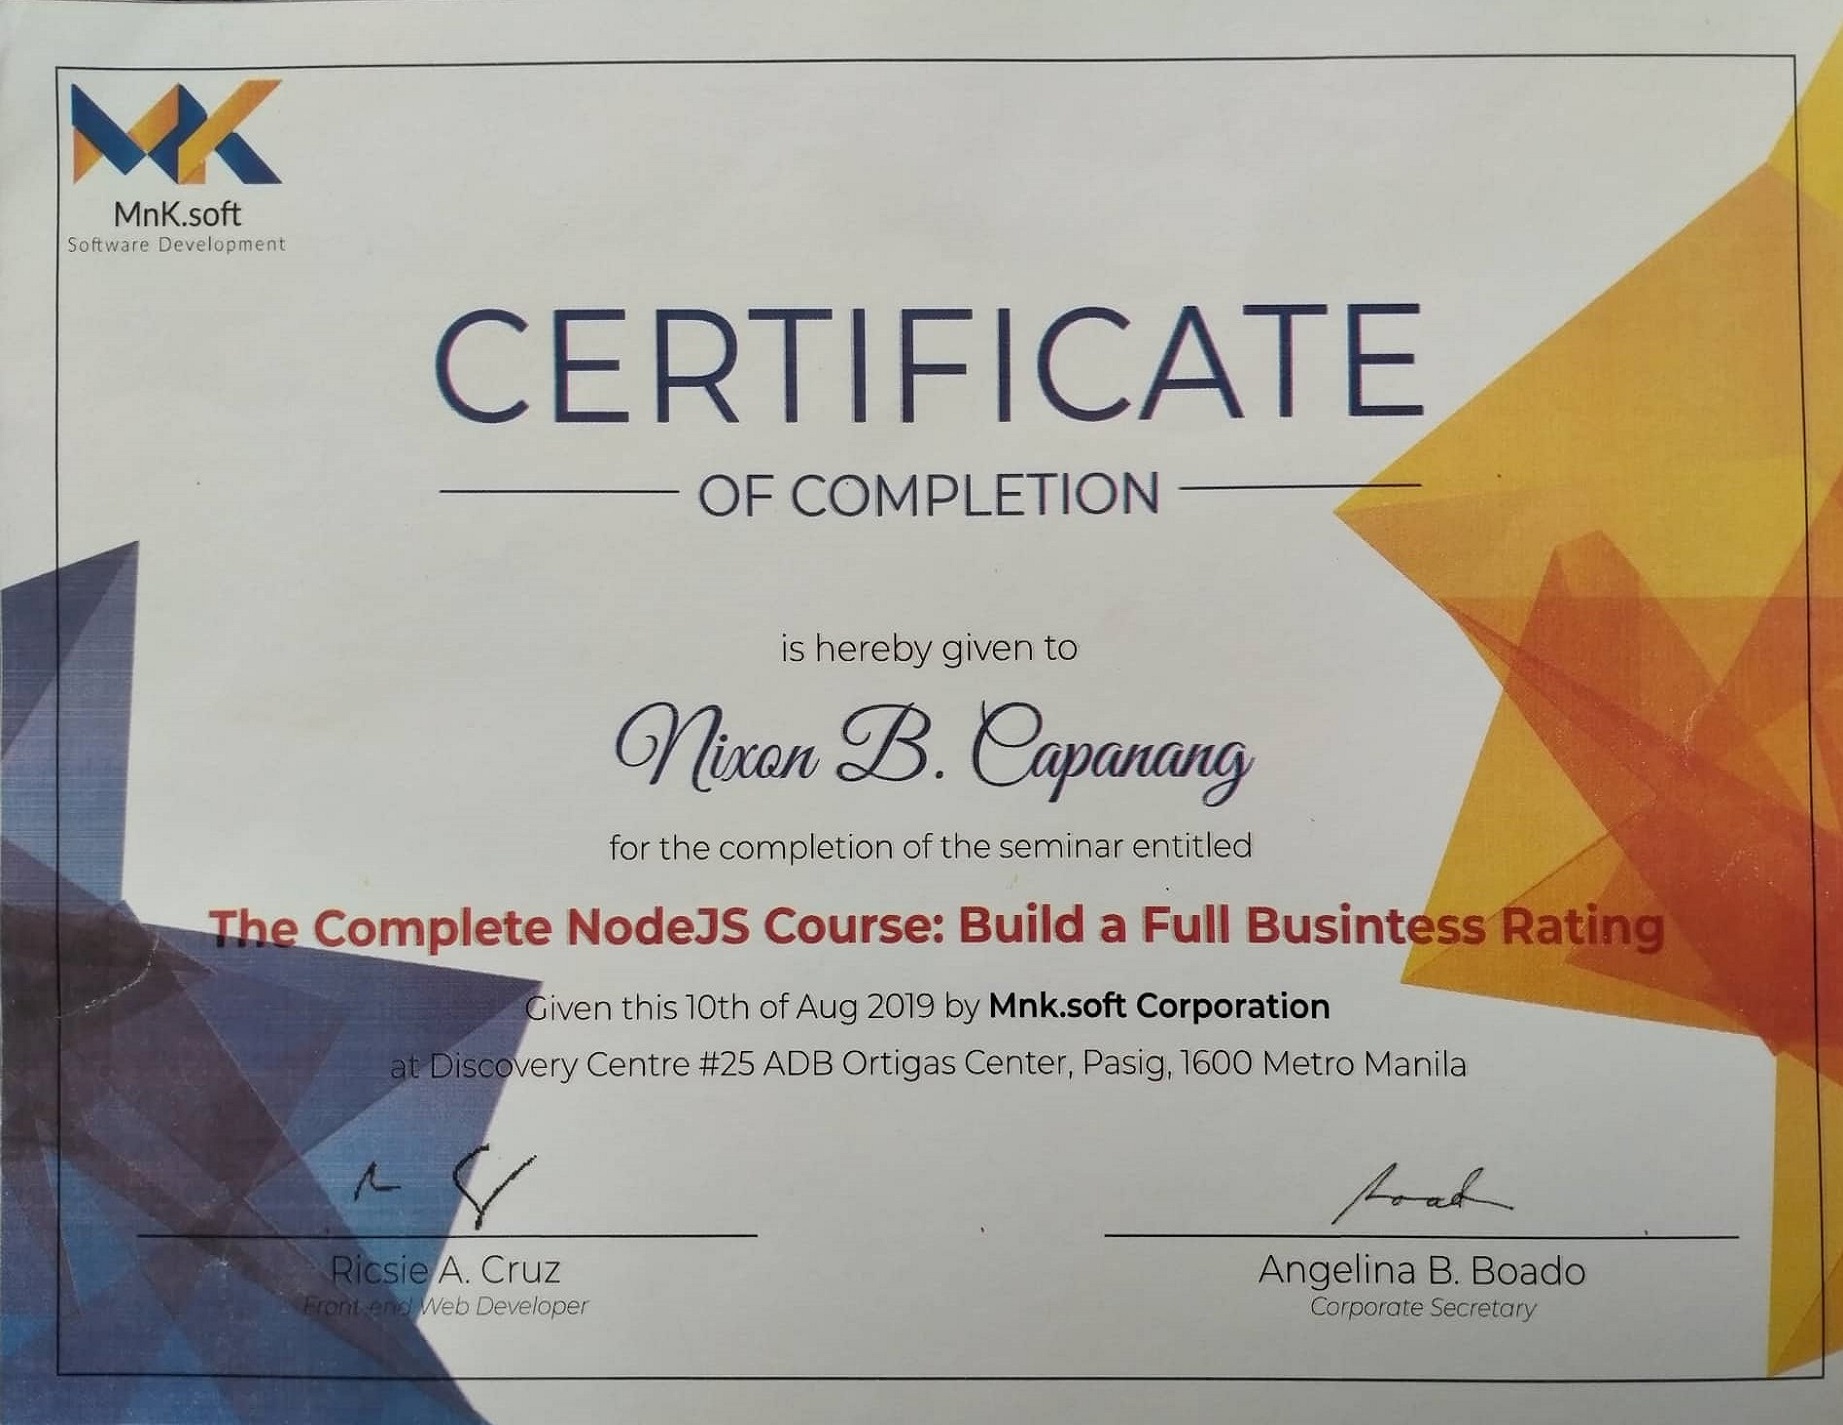 MnK.soft
Software Development
CERTIFICATE
OF COMPLETION
is hereby given to
Nixon B. Capanang
for the completion of the seminar entitled
The Complete NodeJS Course: Build a Full Busintess Rating
Given this 10th of Aug 2019 by Mnk.soft Corporation
at Discovery Centre #25 ADB Ortigas Center, Pasig, 1600 Metro Manila
Ricsie A. Cruz
Front-end Web Developer
Angelina B. Boado
Corporate Secretary